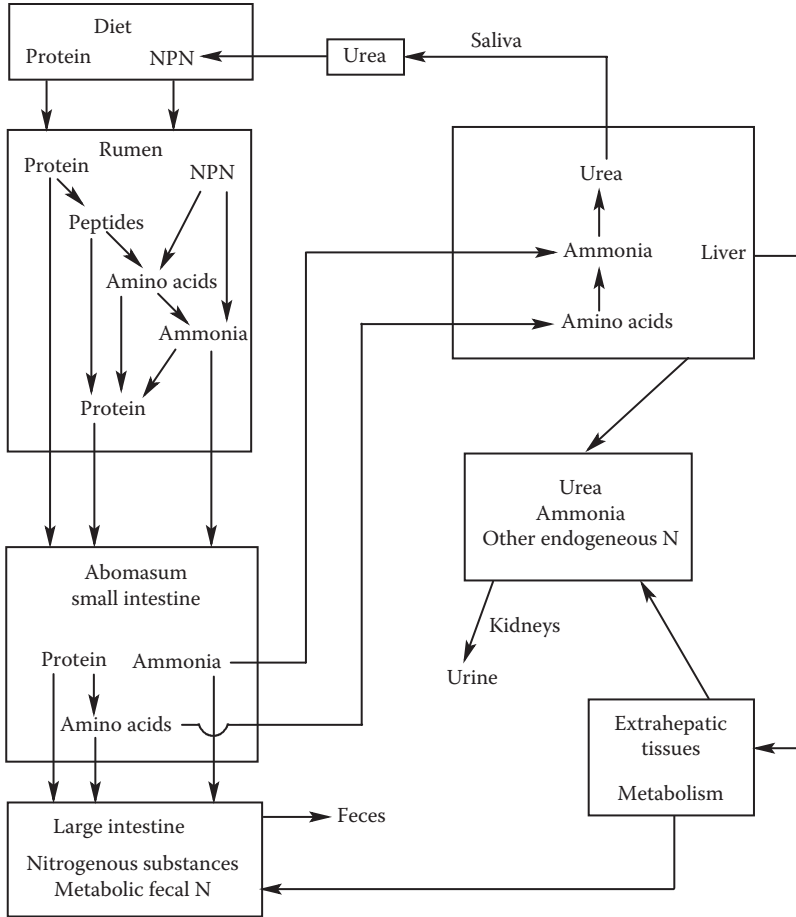 Diet
Protein
NPN
Urea
Saliva
Rumen
Protein
NPN
Peptides
Amino acids
Ammonia
Protein
Urea
Ammonia
Liver
Amino acids
Urea
Ammonia
Other endogeneous N
Kidneys
Urine
Abomasum
small intestine
Protein
Ammonia
Amino acids
Extrahepatic
tissues
Metabolism
Large intestine
Feces
Nitrogenous substances
Metabolic fecal N